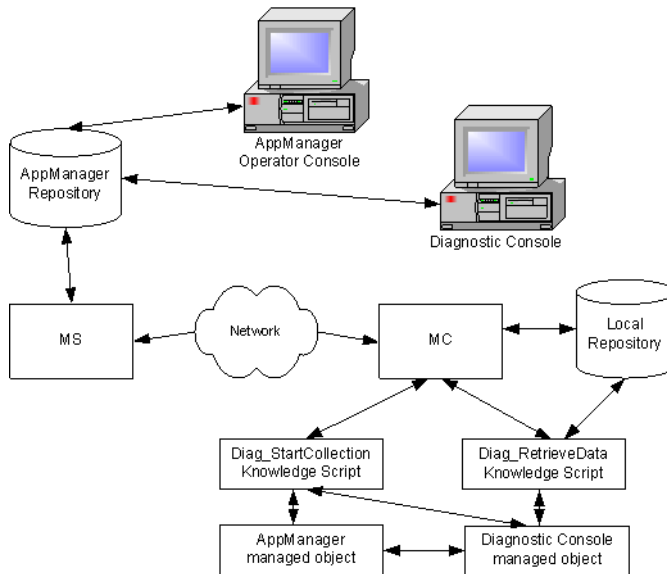 AppManager
Operator Console
AppManager
Repository
Diagnostic Console
MS
Network
MC
Local
Repository
Diag_StartCollection
Knowledge Script
Diag_RetrieveData
Knowledge Script
AppManager
managed object
Diagnostic Console
managed object